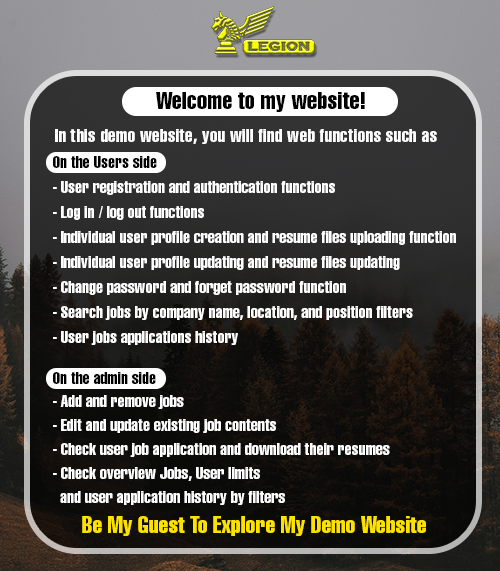 LEGION
Welcome to my website!
In this demo website, you will find web functions such as
On the Users side
- User registration and authentication functions
- Log in / log out functions
- Individual user profile creation and resume files uploading function
- Individual user profile updating and resume files updating
- Change password and forget password function
- Search jobs by company name, location, and position filters
- User jobs applications history
On the admin side
- Add and remove jobs
- Edit and update existing job contents
- Check user job application and download their resumes
- Check overview Jobs, User limits
and user application history by filters
Be My Guest To Explore My Demo Website